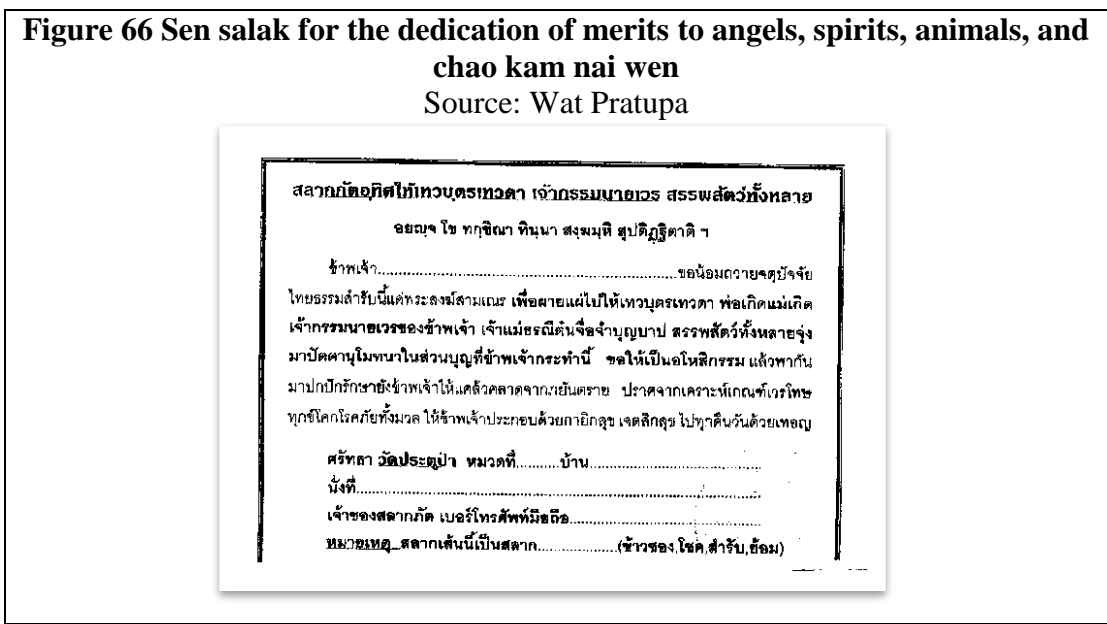 Figure 66 Sen salak for the dedication of merits to angels, spirits, animals, and
chao kam nai wen
Source: Wat Pratupa
สลากภัตอุทิศให้เทวบุตรเทวดา เจ้ากรรมนายเวร สรรพสัตว์ทั้งหลาย
อยญฺจ โข ทกฺขิณา ทินฺนา สงฺฆมฺหิ สุปติฏฺฐิตาติ ฯ
ข้าพเจ้า..................................................................ขอน้อมถวายจตุปัจจัย
ไทยธรรมสำรับนี้แด่พระสงฆ์สามเณร เพื่อผายแผ่ไปให้เทวบุตรเทวดา พ่อเกิดแม่เกิด
เจ้ากรรมนายเวรของข้าพเจ้า เจ้าแม่ธรณีตนจื่อจำบุญบาป สรรพสัตว์ทั้งหลายจุ่ง
มาปัตตานุโมทนาในส่วนบุญที่ข้าพเจ้ากระทำนี้ ขอให้เป็นอโหสิกรรม แล้วพากัน
มาปกปักรักษายังข้าพเจ้าให้แคล้วคลาดจากภยันตราย ปราศจากเคราะห์เกณฑ์เวรโทษ
ทุกข์โศกโรคภัยทั้งมวล ให้ข้าพเจ้าประกอบด้วยกายิกสุข เจตสิกสุข ไปทุกคืนวันด้วยเทอญ
ศรัทธา วัดประตูป่า หมวดที่..........บ้าน......................................
นั่งที่..........................................................................................
เจ้าของสลากภัต เบอร์โทรศัพท์มือถือ...........................................
หมายเหตุ สลากเส้นนี้เป็นสลาก..................(ข้าวซอง,โชค,สำรับ,ย้อม)